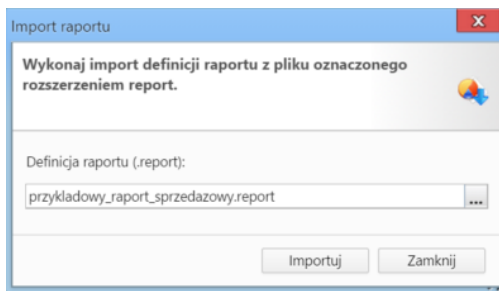 Import raportu
Wykonaj import definicji raportu z pliku oznaczonego
rozszerzeniem report.
Definicja raportu (.report):
przykladowy_raport_sprzedazowy.report
...
Importuj
Zamknij